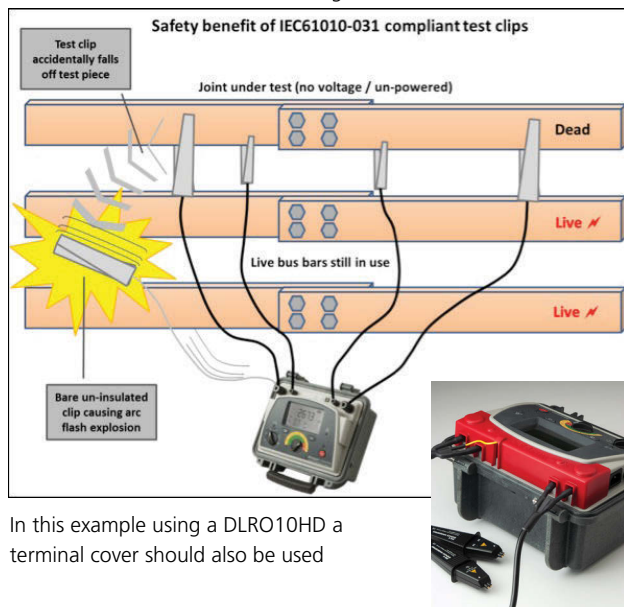 Safety benefit of IEC61010-031 compliant test clips
Test clip
accidentally falls
off test piece
Joint under test (no voltage / un-powered)
Dead
Live
Live bus bars still in use
Live
Bare un-insulated
clip causing arc
flash explosion
In this example using a DLRO10HD a
terminal cover should also be used